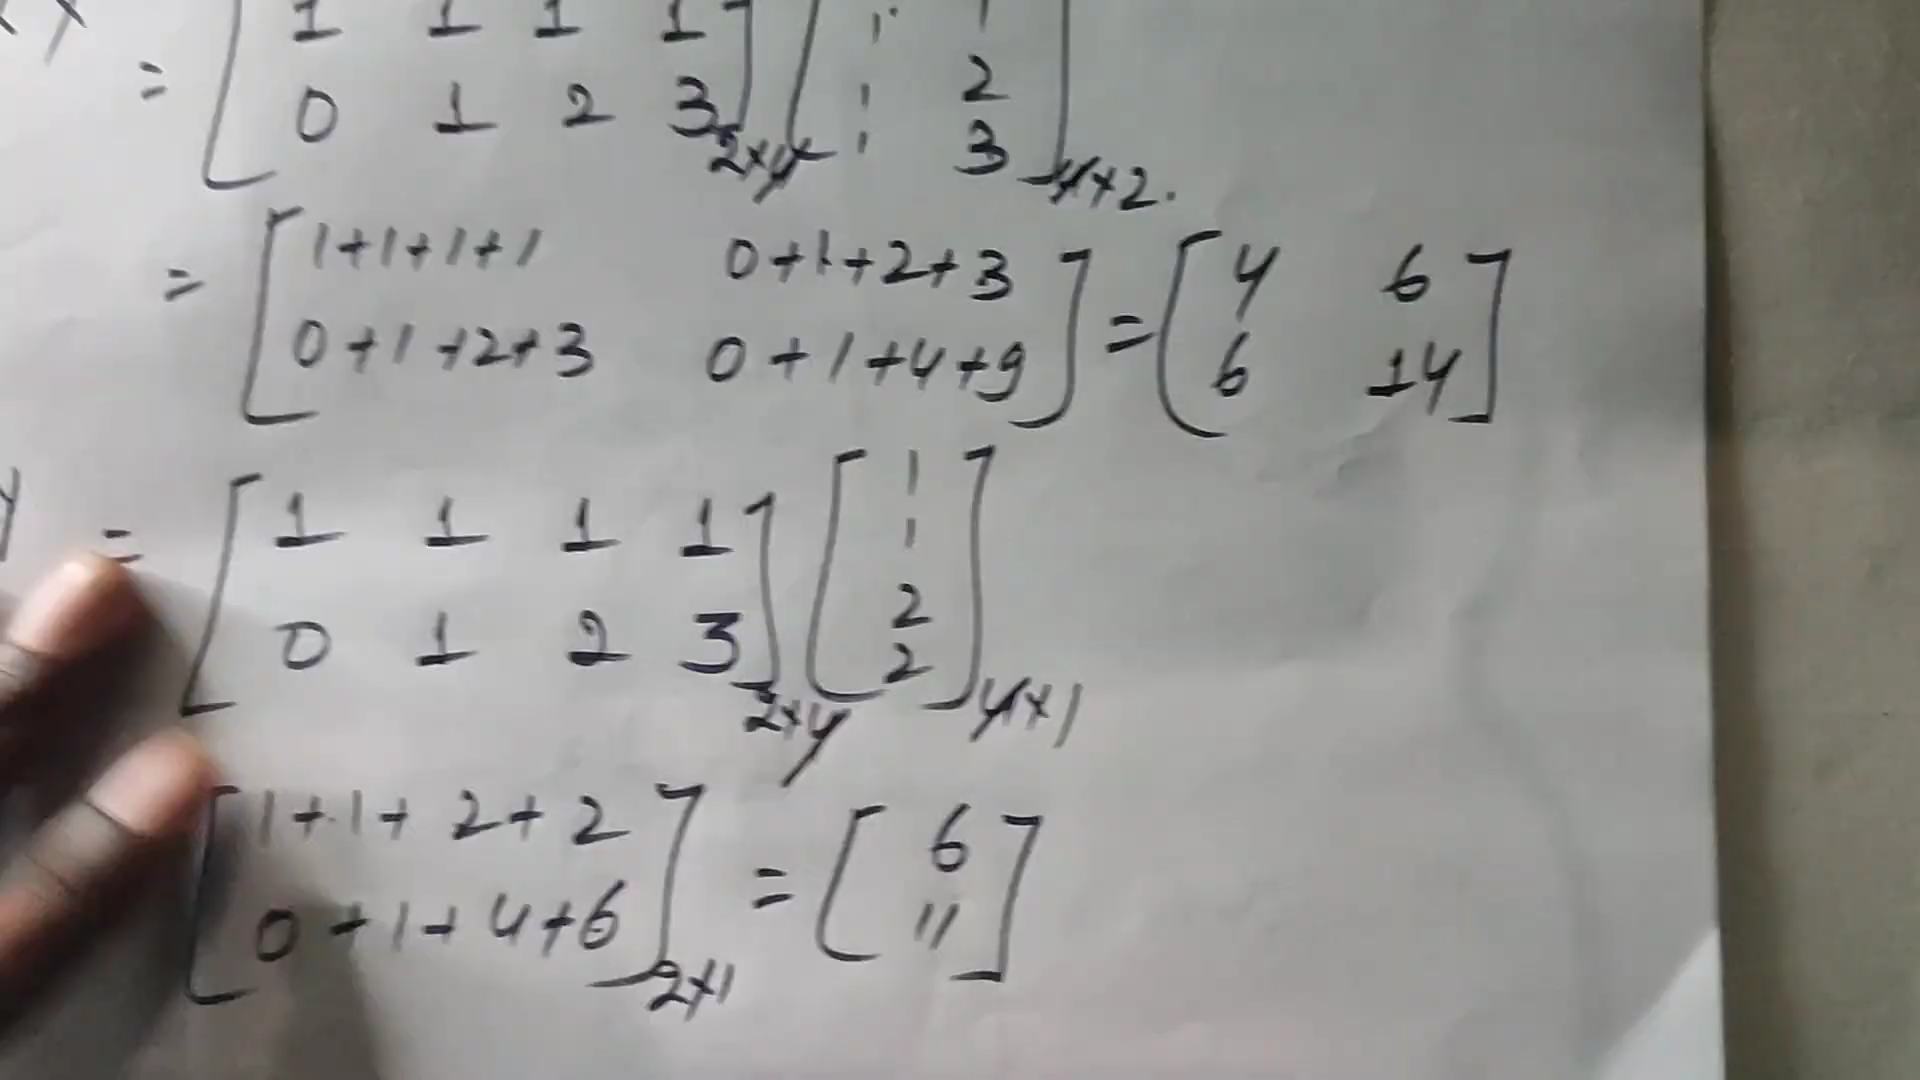 = [ 1 1 1 1
0 1 2 3 ] 2×4 [ 1 1
1 2
1 3 ] 4×2.
= [ 1+1+1+1 0+1+2+3
0+1+2+3 0+1+4+9 ] = [ 4 6
6 14 ]
y = [ 1 1 1 1
0 1 2 3 ] 2×4 [ 1
1
2
2 ] 4×1
[ 1+1+2+2
0+1+4+6 ] 2×1 = [ 6
11 ]